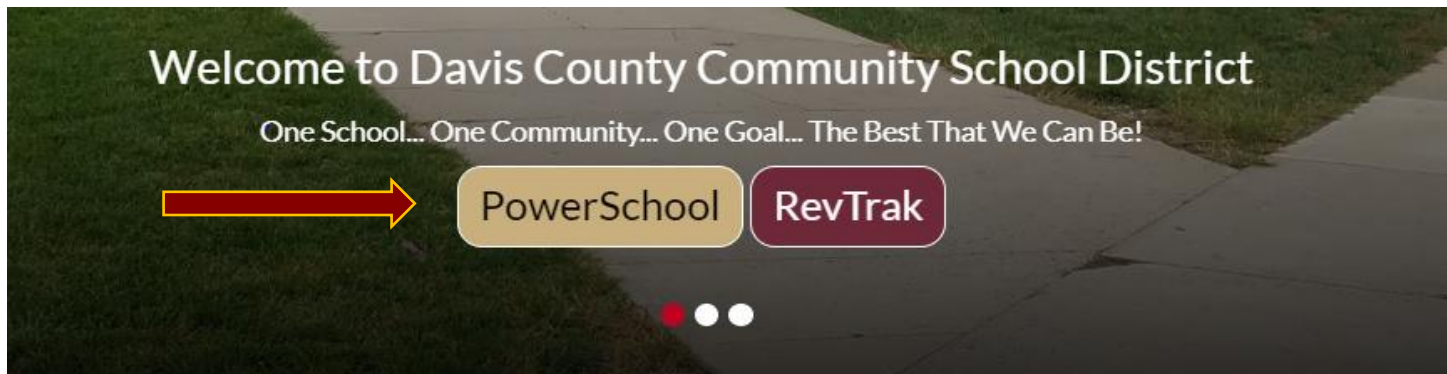 Welcome to Davis County Community School District
One School... One Community... One Goal... The Best That We Can Be!
PowerSchool RevTrak